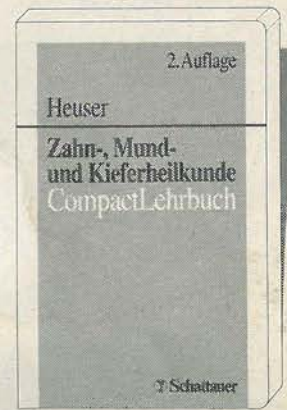 2. Auflage
Heuser
Zahn-, Mund-
und Kieferheilkunde
CompactLehrbuch
Schattauer